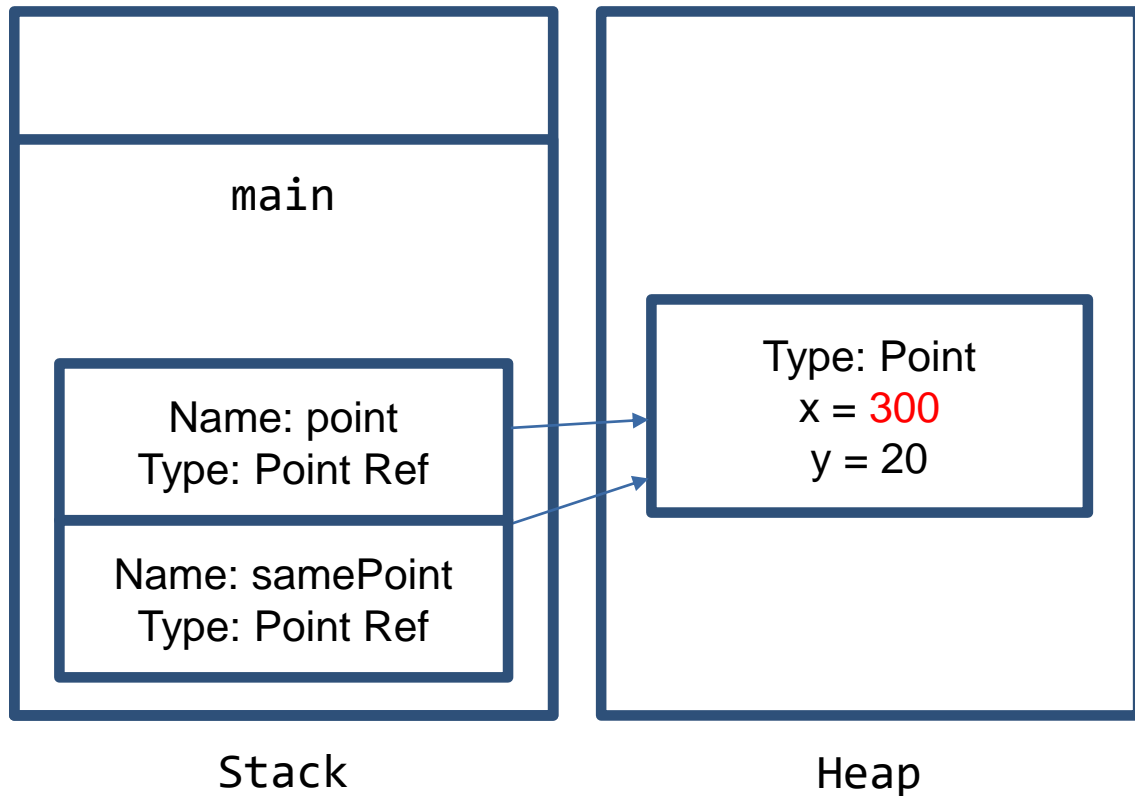 main
Name: point
Type: Point Ref
Name: samePoint
Type: Point Ref
Type: Point
x = 300
y = 20
Stack
Heap